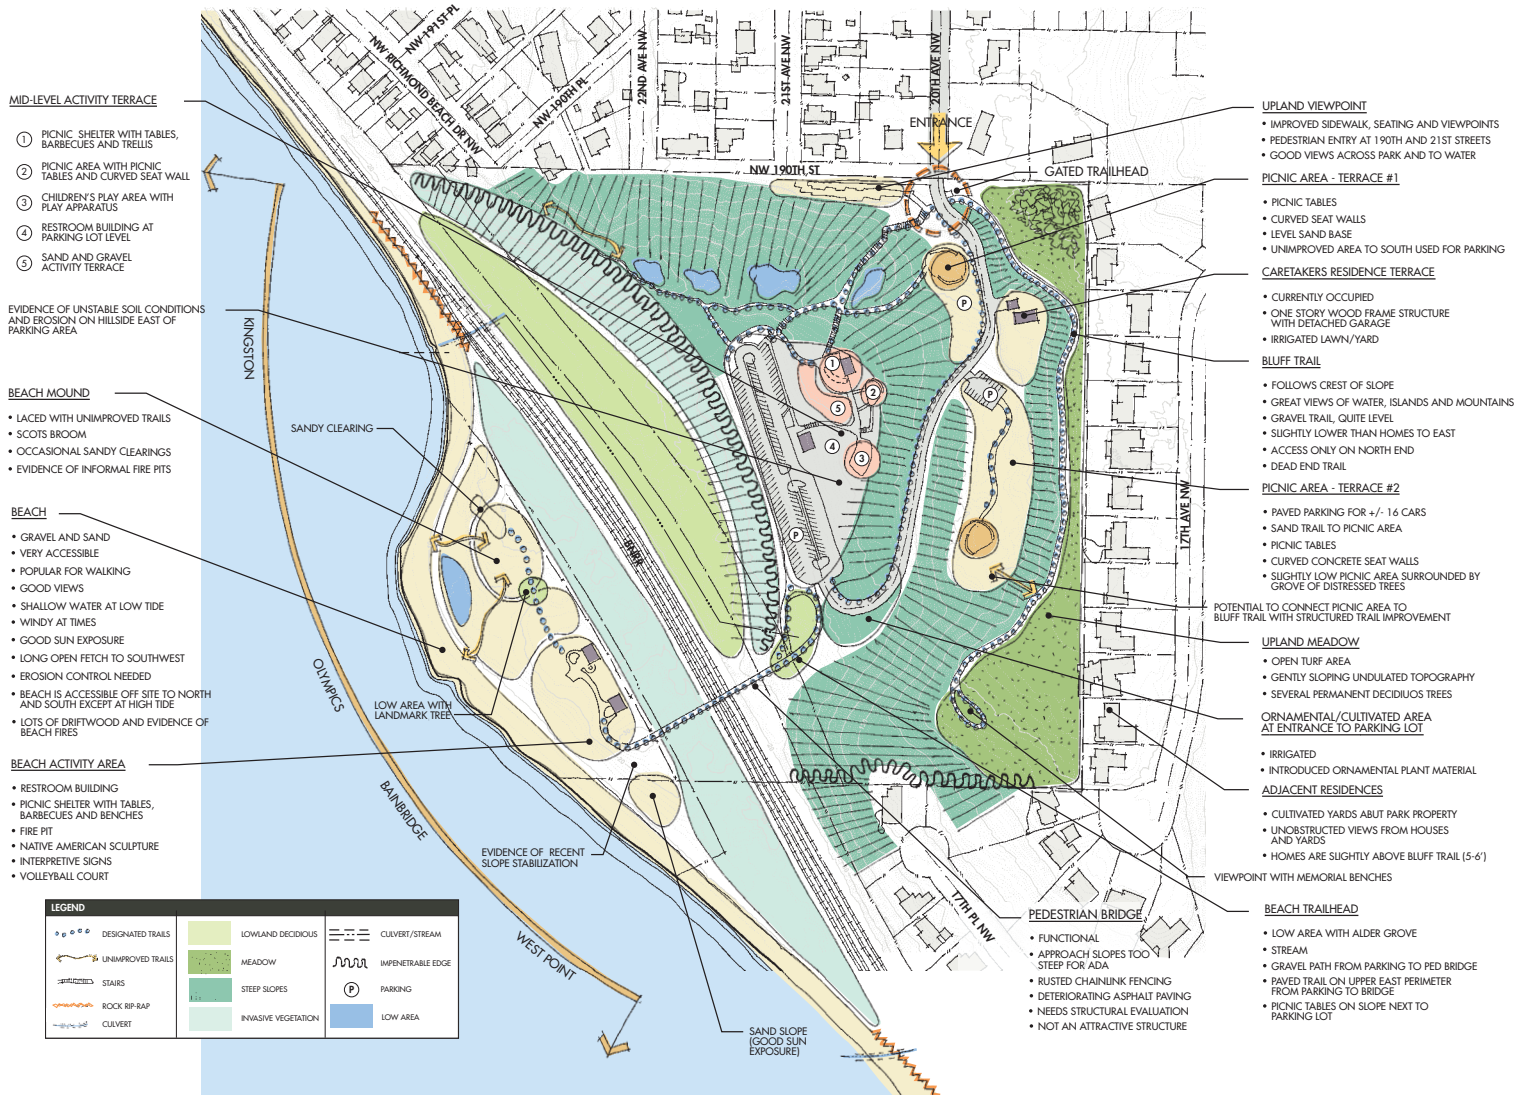 MID-LEVEL ACTIVITY TERRACE
1 PICNIC SHELTER WITH TABLES,
BARBECUES AND TRELLIS
2 PICNIC AREA WITH PICNIC
TABLES AND CURVED SEAT WALL
3 CHILDREN'S PLAY AREA WITH
PLAY APPARATUS
4 RESTROOM BUILDING AT
PARKING LOT LEVEL
5 SAND AND GRAVEL
ACTIVITY TERRACE
EVIDENCE OF UNSTABLE SOIL CONDITIONS
AND EROSION ON HILLSIDE EAST OF
PARKING AREA
BEACH MOUND
• LACED WITH UNIMPROVED TRAILS
• SCOTS BROOM
• OCCASIONAL SANDY CLEARINGS
• EVIDENCE OF INFORMAL FIRE PITS
BEACH
• GRAVEL AND SAND
• VERY ACCESSIBLE
• POPULAR FOR WALKING
• GOOD VIEWS
• SHALLOW WATER AT LOW TIDE
• WINDY AT TIMES
• GOOD SUN EXPOSURE
• LONG OPEN FETCH TO SOUTHWEST
• EROSION CONTROL NEEDED
• BEACH IS ACCESSIBLE OFF SITE TO NORTH
AND SOUTH EXCEPT AT HIGH TIDE
• LOTS OF DRIFTWOOD AND EVIDENCE OF
BEACH FIRES
BEACH ACTIVITY AREA
• RESTROOM BUILDING
• PICNIC SHELTER WITH TABLES,
BARBECUES AND BENCHES
• FIRE PIT
• NATIVE AMERICAN SCULPTURE
• INTERPRETIVE SIGNS
• VOLLEYBALL COURT
LEGEND
DESIGNATED TRAILS
UNIMPROVED TRAILS
STAIRS
ROCK RIP-RAP
CULVERT
LOWLAND DECIDIOUS
MEADOW
STEEP SLOPES
INVASIVE VEGETATION
CULVERT/STREAM
IMPENETRABLE EDGE
P PARKING
LOW AREA
NW 191ST PL
NW RICHMOND BEACH DR NW
NW 190TH PL
22ND AVE NW
21ST AVE NW
20TH AVE NW
ENTRANCE
NW 190TH ST
GATED TRAILHEAD
KINGSTON
OLYMPICS
BAINBRIDGE
WEST POINT
SANDY CLEARING
BNRR
P
P
1
2
5
4
3
P
LOW AREA WITH
LANDMARK TREE
EVIDENCE OF RECENT
SLOPE STABILIZATION
SAND SLOPE
(GOOD SUN
EXPOSURE)
17TH AVE NW
17TH PL NW
PEDESTRIAN BRIDGE
• FUNCTIONAL
• APPROACH SLOPES TOO
STEEP FOR ADA
• RUSTED CHAINLINK FENCING
• DETERIORATING ASPHALT PAVING
• NEEDS STRUCTURAL EVALUATION
• NOT AN ATTRACTIVE STRUCTURE
UPLAND VIEWPOINT
• IMPROVED SIDEWALK, SEATING AND VIEWPOINTS
• PEDESTRIAN ENTRY AT 190TH AND 21ST STREETS
• GOOD VIEWS ACROSS PARK AND TO WATER
PICNIC AREA - TERRACE #1
• PICNIC TABLES
• CURVED SEAT WALLS
• LEVEL SAND BASE
• UNIMPROVED AREA TO SOUTH USED FOR PARKING
CARETAKERS RESIDENCE TERRACE
• CURRENTLY OCCUPIED
• ONE STORY WOOD FRAME STRUCTURE
WITH DETACHED GARAGE
• IRRIGATED LAWN/YARD
BLUFF TRAIL
• FOLLOWS CREST OF SLOPE
• GREAT VIEWS OF WATER, ISLANDS AND MOUNTAINS
• GRAVEL TRAIL, QUITE LEVEL
• SLIGHTLY LOWER THAN HOMES TO EAST
• ACCESS ONLY ON NORTH END
• DEAD END TRAIL
PICNIC AREA - TERRACE #2
• PAVED PARKING FOR +/- 16 CARS
• SAND TRAIL TO PICNIC AREA
• PICNIC TABLES
• CURVED CONCRETE SEAT WALLS
• SLIGHTLY LOW PICNIC AREA SURROUNDED BY
GROVE OF DISTRESSED TREES
POTENTIAL TO CONNECT PICNIC AREA TO
BLUFF TRAIL WITH STRUCTURED TRAIL IMPROVEMENT
UPLAND MEADOW
• OPEN TURF AREA
• GENTLY SLOPING UNDULATED TOPOGRAPHY
• SEVERAL PERMANENT DECIDIUOS TREES
ORNAMENTAL/CULTIVATED AREA
AT ENTRANCE TO PARKING LOT
• IRRIGATED
• INTRODUCED ORNAMENTAL PLANT MATERIAL
ADJACENT RESIDENCES
• CULTIVATED YARDS ABUT PARK PROPERTY
• UNOBSTRUCTED VIEWS FROM HOUSES
AND YARDS
• HOMES ARE SLIGHTLY ABOVE BLUFF TRAIL (5-6')
VIEWPOINT WITH MEMORIAL BENCHES
BEACH TRAILHEAD
• LOW AREA WITH ALDER GROVE
• STREAM
• GRAVEL PATH FROM PARKING TO PED BRIDGE
• PAVED TRAIL ON UPPER EAST PERIMETER
FROM PARKING TO BRIDGE
• PICNIC TABLES ON SLOPE NEXT TO
PARKING LOT